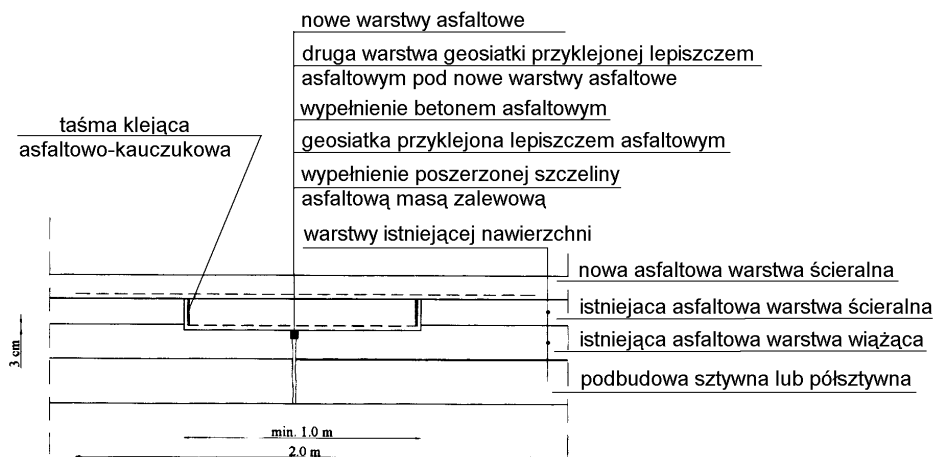 nowe warstwy asfaltowe
druga warstwa geosiatki przyklejonej lepiszczem
asfaltowym pod nowe warstwy asfaltowe
wypełnienie betonem asfaltowym
taśma klejąca
asfaltowo-kauczukowa
geosiatka przyklejona lepiszczem asfaltowym
wypełnienie poszerzonej szczeliny
asfaltową masą zalewową
warstwy istniejącej nawierzchni
nowa asfaltowa warstwa ścieralna
istniejaca asfaltowa warstwa ścieralna
istniejąca asfaltowa warstwa wiążąca
podbudowa sztywna lub półsztywna
3 cm
min. 1.0 m
2.0 m